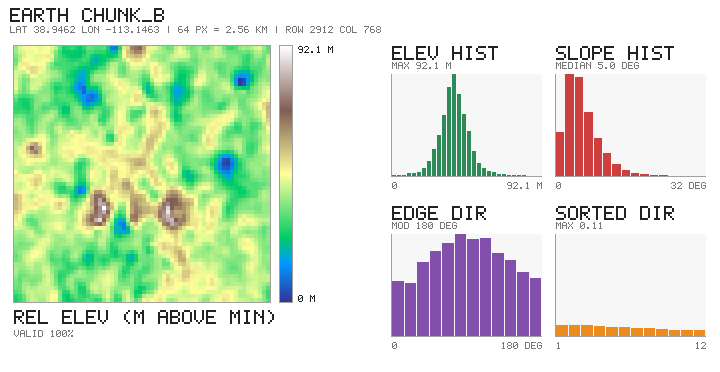 EARTH CHUNK_B
LAT 38.9462 LON -113.1463 | 64 PX = 2.56 KM | ROW 2912 COL 768
92.1 M
0 M
REL ELEV (M ABOVE MIN)
VALID 100%
ELEV HIST
MAX 92.1 M
0 92.1 M
SLOPE HIST
MEDIAN 5.0 DEG
0 32 DEG
EDGE DIR
MOD 180 DEG
0 180 DEG
SORTED DIR
MAX 0.11
1 12